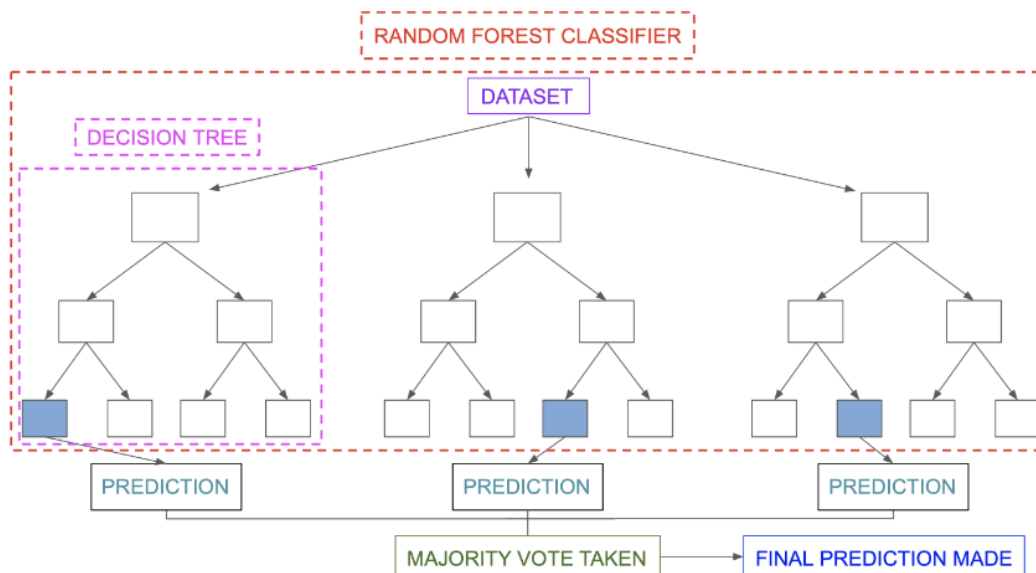 RANDOM FOREST CLASSIFIER
DATASET
DECISION TREE
PREDICTION
PREDICTION
PREDICTION
MAJORITY VOTE TAKEN
FINAL PREDICTION MADE